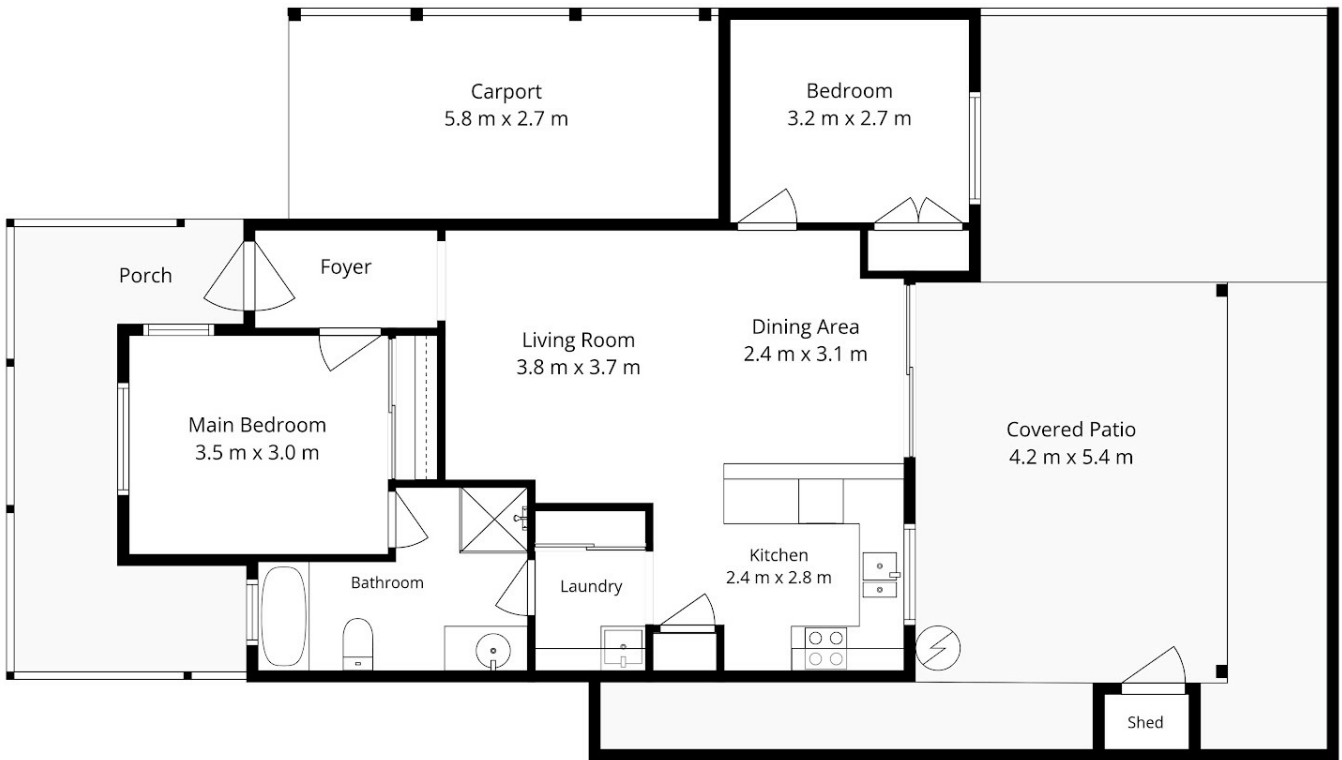 Carport
5.8 m x 2.7 m
Bedroom
3.2 m x 2.7 m
Porch
Foyer
Living Room
3.8 m x 3.7 m
Dining Area
2.4 m x 3.1 m
Main Bedroom
3.5 m x 3.0 m
Covered Patio
4.2 m x 5.4 m
Kitchen
2.4 m x 2.8 m
Bathroom
Laundry
Shed